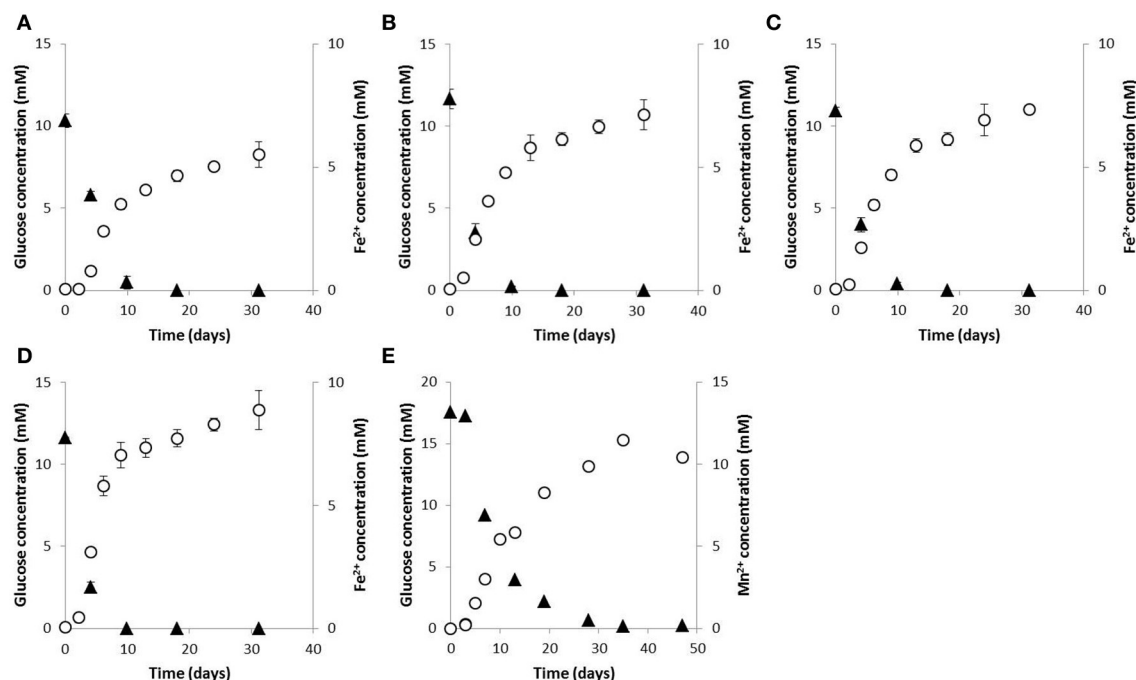 A
15
10
5
0
Glucose concentration (mM)
10
5
0
Fe²⁺ concentration (mM)
0 10 20 30 40
Time (days)
B
15
10
5
0
Glucose concentration (mM)
10
5
0
Fe²⁺ concentration (mM)
0 10 20 30 40
Time (days)
C
15
10
5
0
Glucose concentration (mM)
10
5
0
Fe²⁺ concentration (mM)
0 10 20 30 40
Time (days)
D
15
10
5
0
Glucose concentration (mM)
10
5
0
Fe²⁺ concentration (mM)
0 10 20 30 40
Time (days)
E
20
15
10
5
0
Glucose concentration (mM)
15
10
5
0
Mn²⁺ concentration (mM)
0 10 20 30 40 50
Time (days)